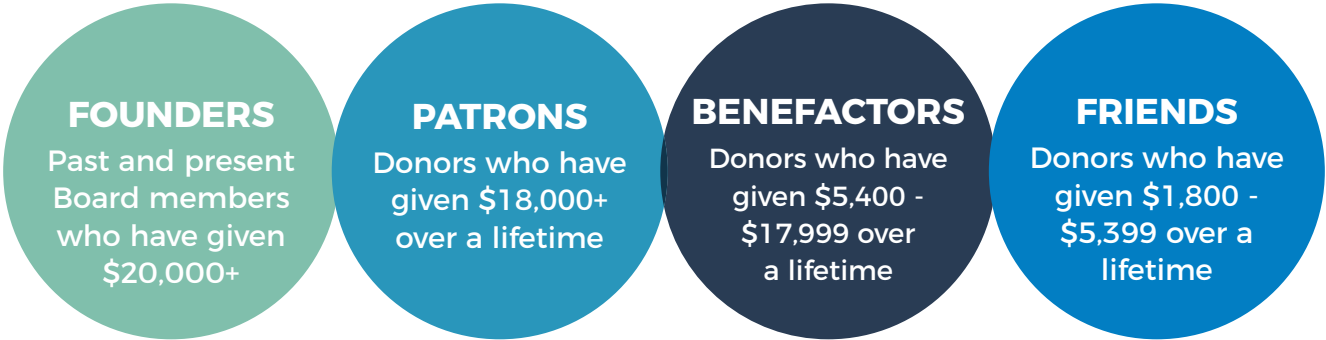 FOUNDERS
Past and present
Board members
who have given
$20,000+
PATRONS
Donors who have
given $18,000+
over a lifetime
BENEFACTORS
Donors who have
given $5,400 -
$17,999 over
a lifetime
FRIENDS
Donors who have
given $1,800 -
$5,399 over a
lifetime